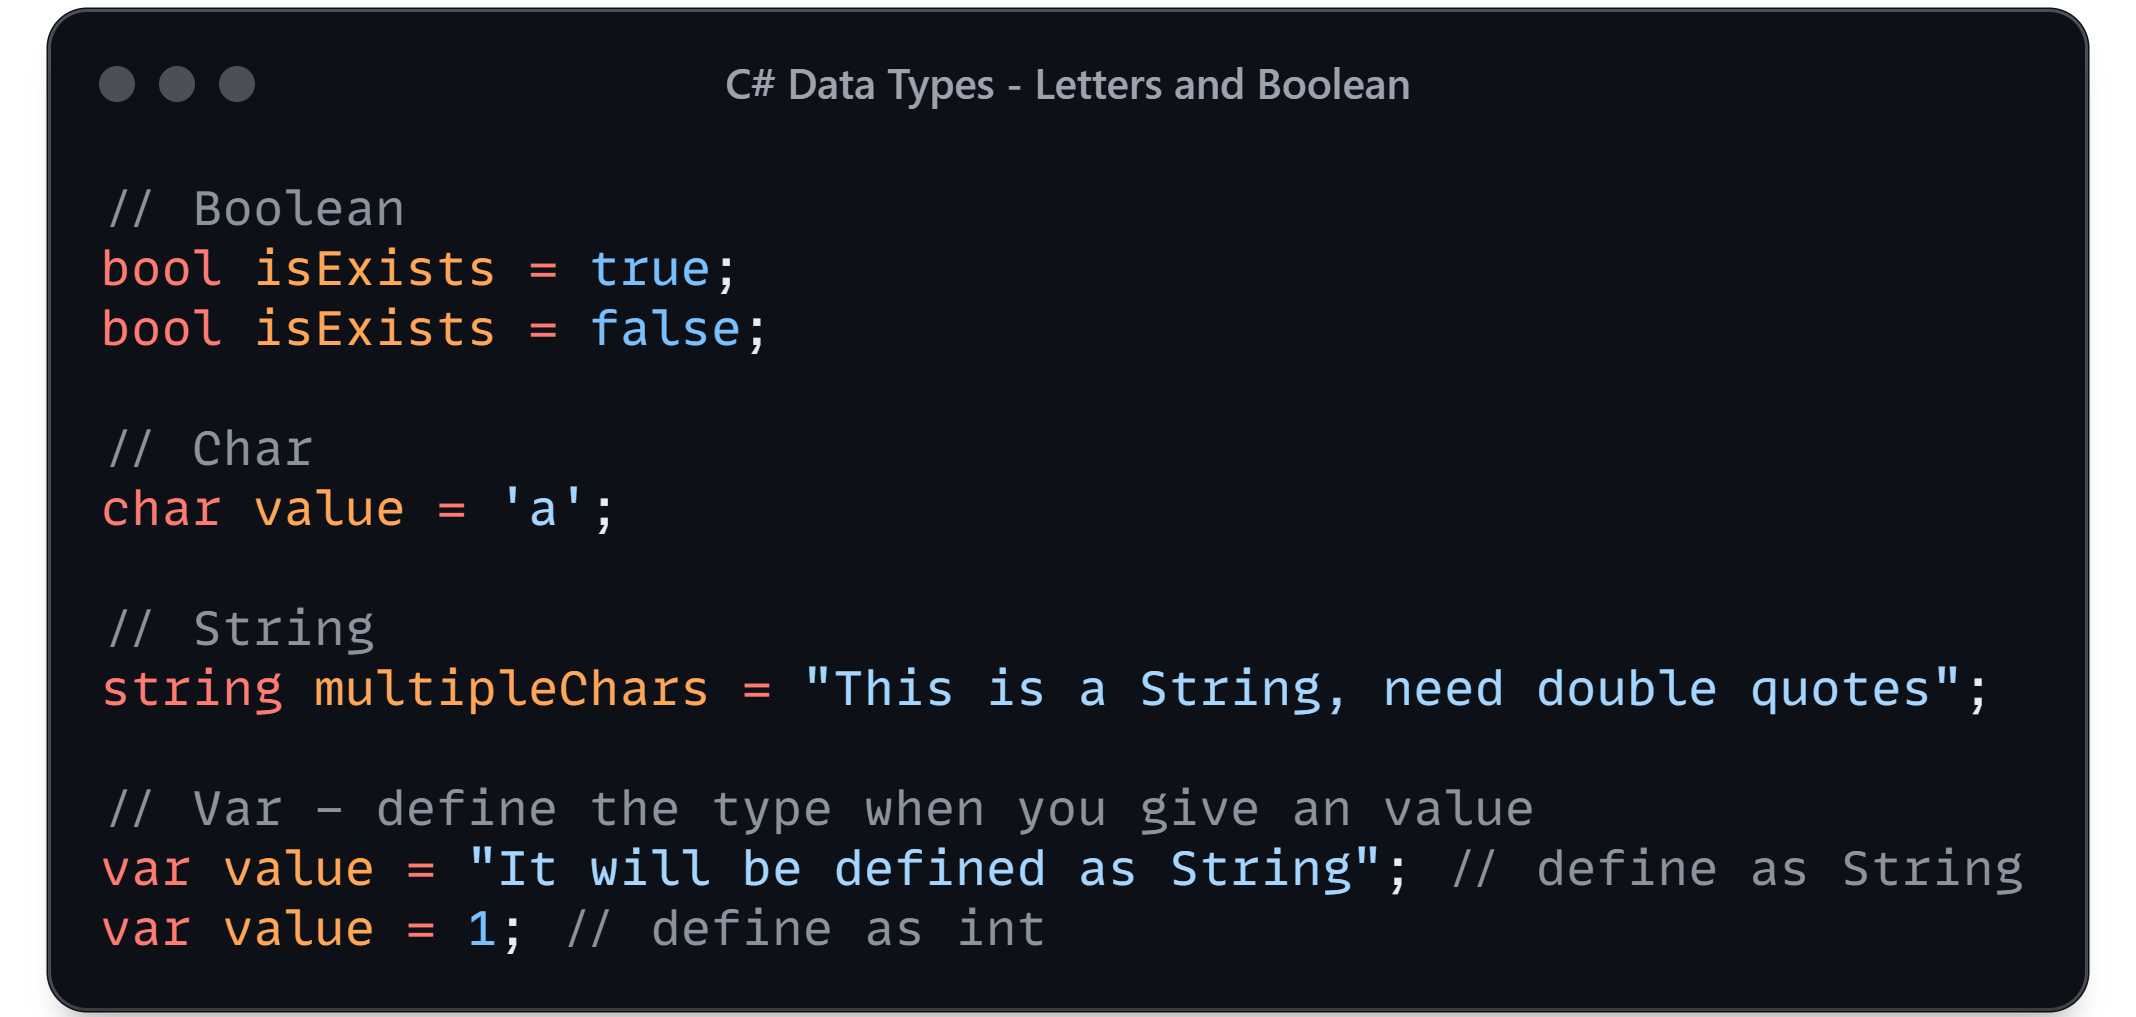 C# Data Types - Letters and Boolean
// Boolean
bool isExists = true;
bool isExists = false;
// Char
char value = 'a';
// String
string multipleChars = "This is a String, need double quotes";
// Var – define the type when you give an value
var value = "It will be defined as String"; // define as String
var value = 1; // define as int